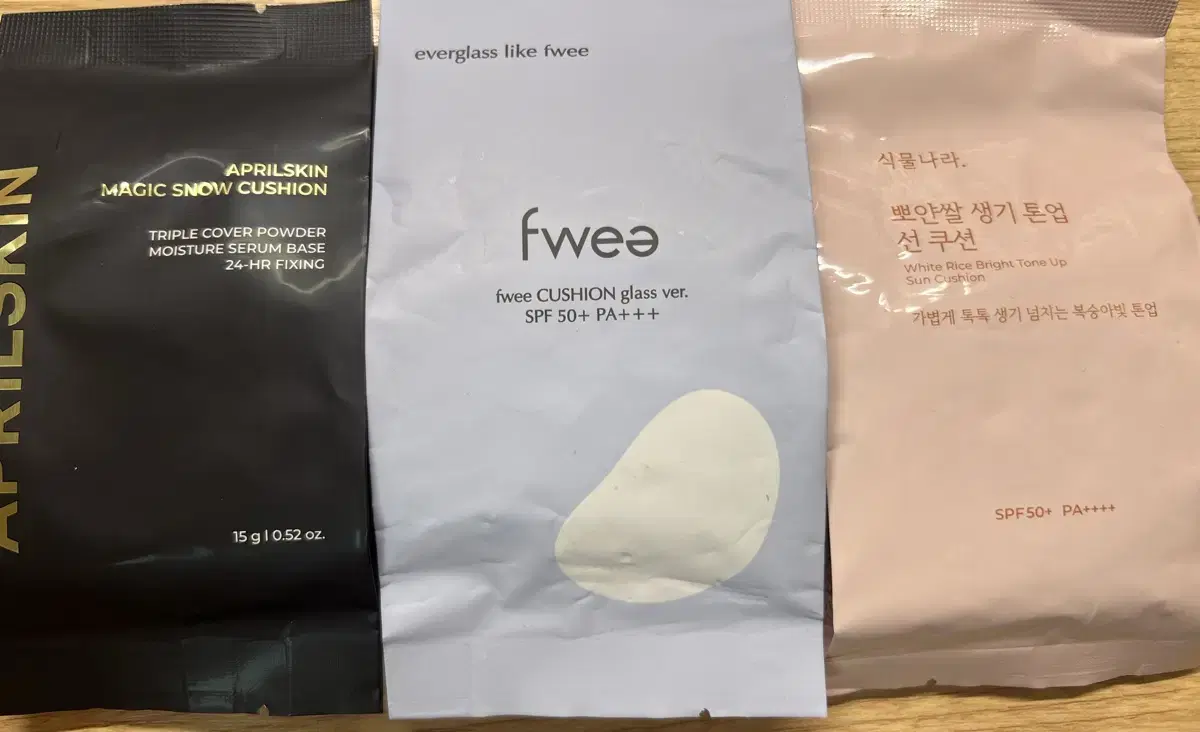 APRILSKIN
APRILSKIN
MAGIC SNOW CUSHION
TRIPLE COVER POWDER
MOISTURE SERUM BASE
24-HR FIXING
15 g I 0.52 oz.
everglass like fwee
fwee
fwee CUSHION glass ver.
SPF 50+ PA+++
식물나라.
뽀얀쌀 생기 톤업
선 쿠션
White Rice Bright Tone Up
Sun Cushion
가볍게 톡톡 생기 넘치는 복숭아빛 톤업
SPF50+ PA++++